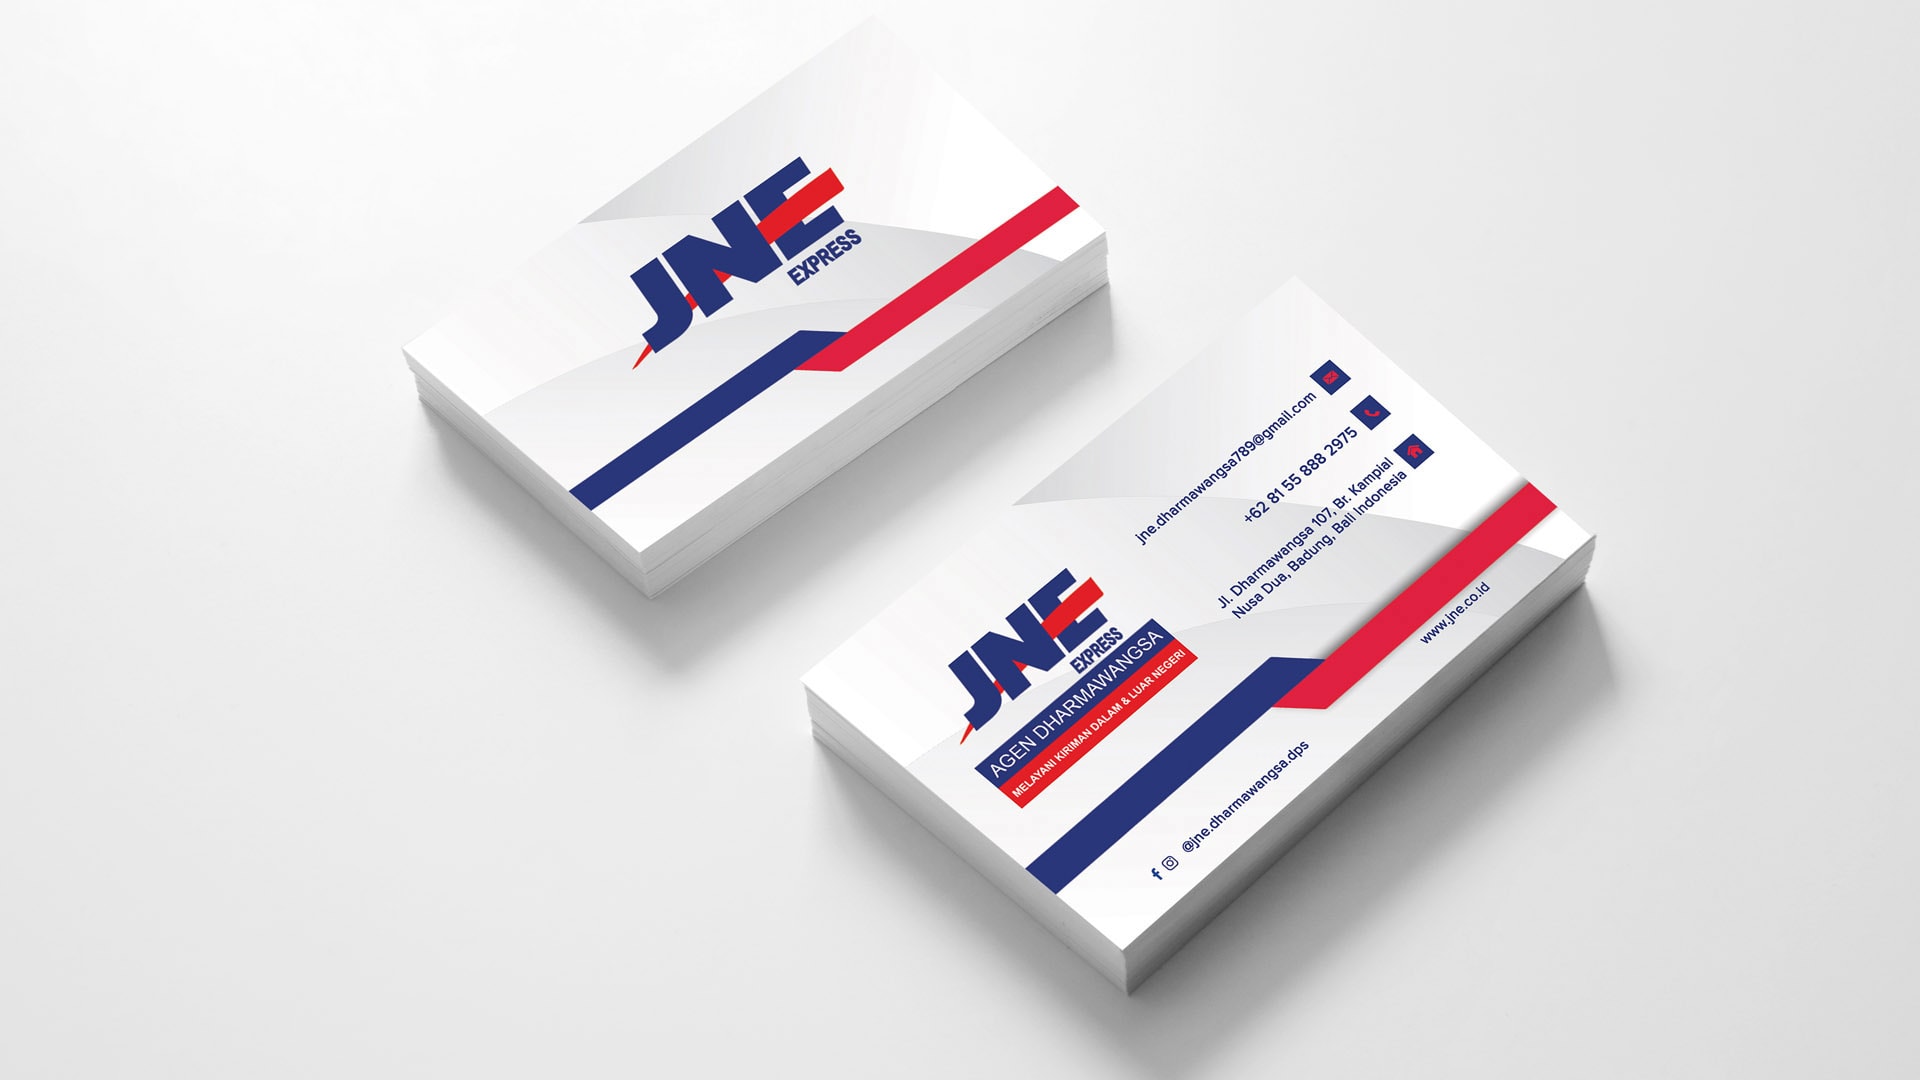 JNE
EXPRESS
jne.dharmawangsa789@gmail.com
+62 81 55 888 2975
Jl. Dharmawangsa 107, Br. Kampial
Nusa Dua, Badung, Bali Indonesia
JNE
EXPRESS
AGEN DHARMAWANGSA
MELAYANI KIRIMAN DALAM & LUAR NEGERI
www.jne.co.id
@jne.dharmawangsa.dps